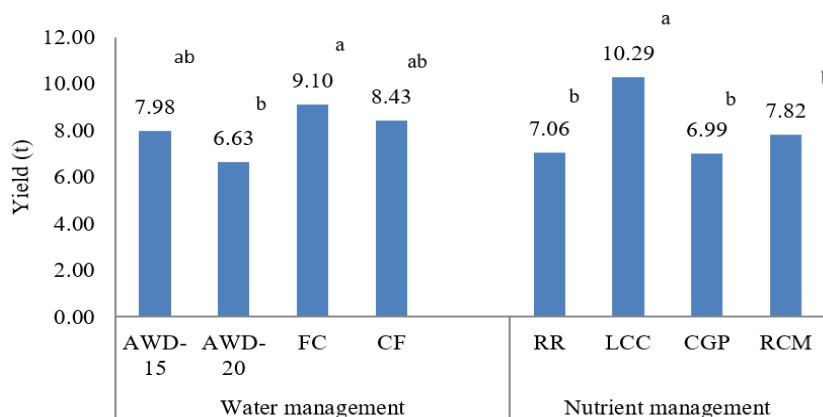 12.00
10.00
8.00
6.00
4.00
2.00
0.00
Yield (t)
ab
7.98
b
6.63
a
9.10
ab
8.43
b
7.06
a
10.29
b
6.99
7.82
AWD-
15
AWD-
20
FC
CF
RR
LCC
CGP
RCM
Water management
Nutrient management